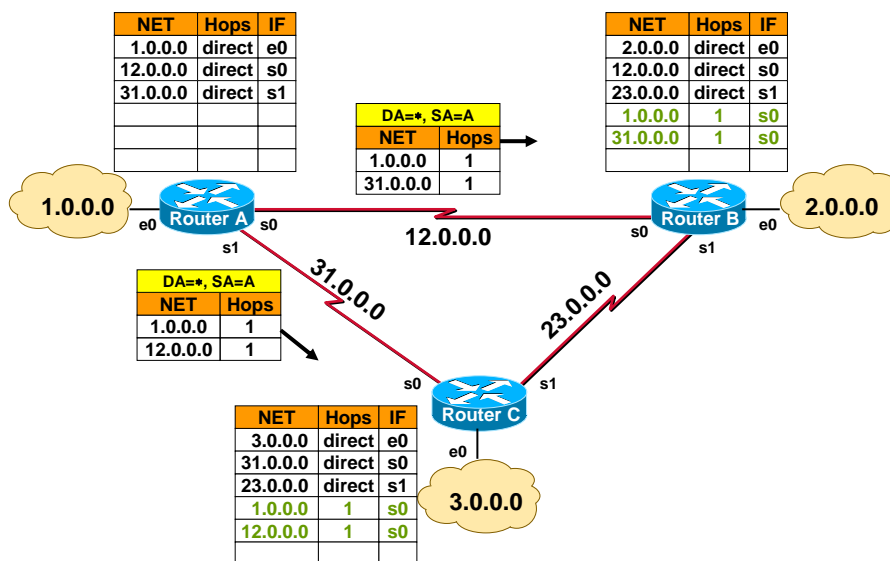 NET Hops IF
1.0.0.0 direct e0
12.0.0.0 direct s0
31.0.0.0 direct s1
NET Hops IF
2.0.0.0 direct e0
12.0.0.0 direct s0
23.0.0.0 direct s1
1.0.0.0 1 s0
31.0.0.0 1 s0
DA=*, SA=A
NET Hops
1.0.0.0 1
31.0.0.0 1
1.0.0.0
e0
Router A
s0
s1
12.0.0.0
s0
Router B
s1
e0
2.0.0.0
31.0.0.0
23.0.0.0
DA=*, SA=A
NET Hops
1.0.0.0 1
12.0.0.0 1
s0
s1
Router C
e0
3.0.0.0
NET Hops IF
3.0.0.0 direct e0
31.0.0.0 direct s0
23.0.0.0 direct s1
1.0.0.0 1 s0
12.0.0.0 1 s0